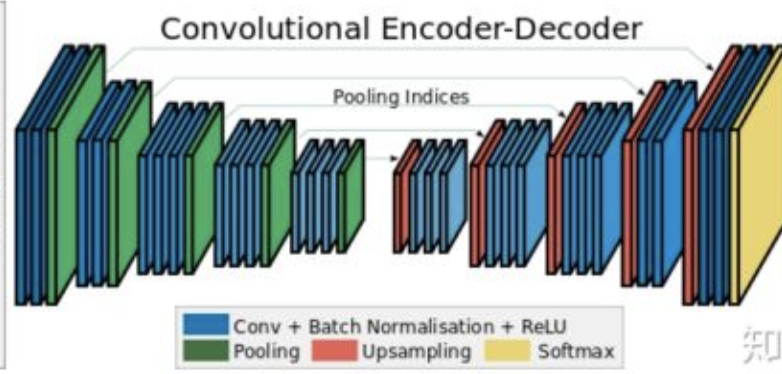 Convolutional Encoder-Decoder
Pooling Indices
Conv + Batch Normalisation + ReLU
Pooling
Upsampling
Softmax
知